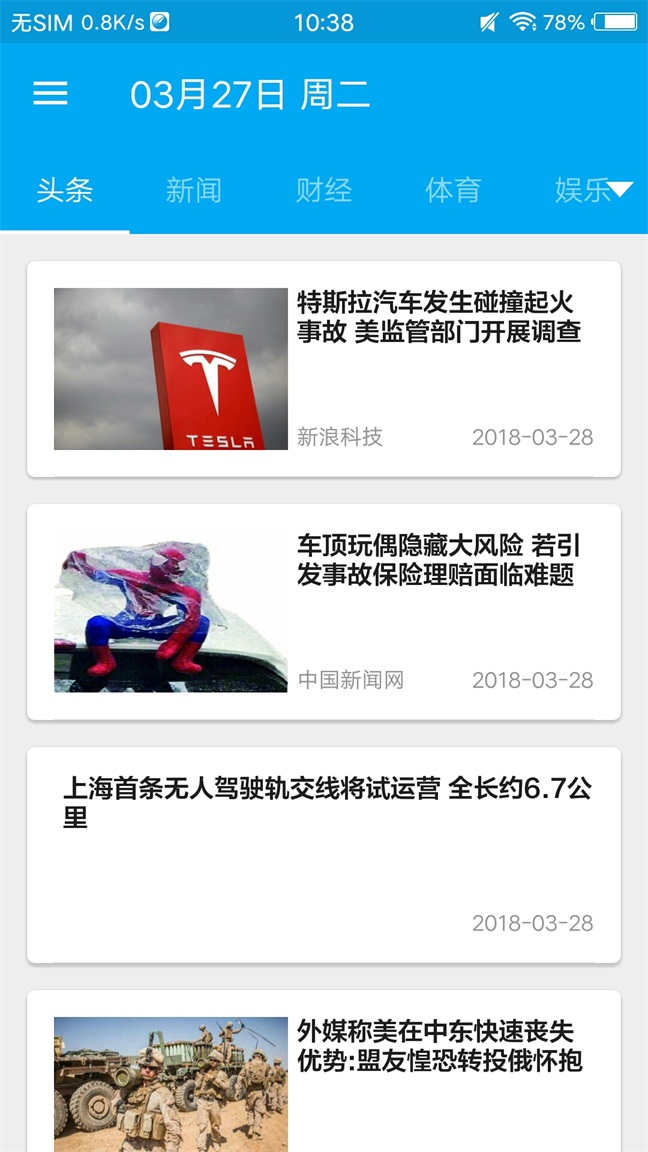 无SIM 0.8K/s 10:38 78%
03月27日 周二
头条 新闻 财经 体育 娱乐
特斯拉汽车发生碰撞起火
事故 美监管部门开展调查
TESLA
新浪科技 2018-03-28
车顶玩偶隐藏大风险 若引
发事故保险理赔面临难题
中国新闻网 2018-03-28
上海首条无人驾驶轨交线将试运营 全长约6.7公
里
2018-03-28
外媒称美在中东快速丧失
优势:盟友惶恐转投俄怀抱